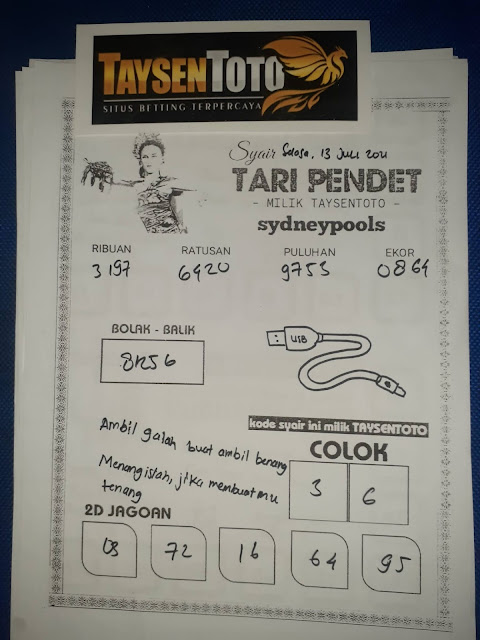 TAYSENTOTO
SITUS BETTING TERPERCAYA
Syair Selasa, 13 Juli 2021
TARI PENDET
- MILIK TAYSENTOTO -
sydneypools
RIBUAN RATUSAN PULUHAN EKOR
3197 6920 9753 0864
BOLAK - BALIK
USB
Ambil galah buat ambil benang
Menangislah, jika membuatmu
tenang
kode syair ini milik TAYSENTOTO
COLOK
3 6
2D JAGOAN
03 72 16 64 95